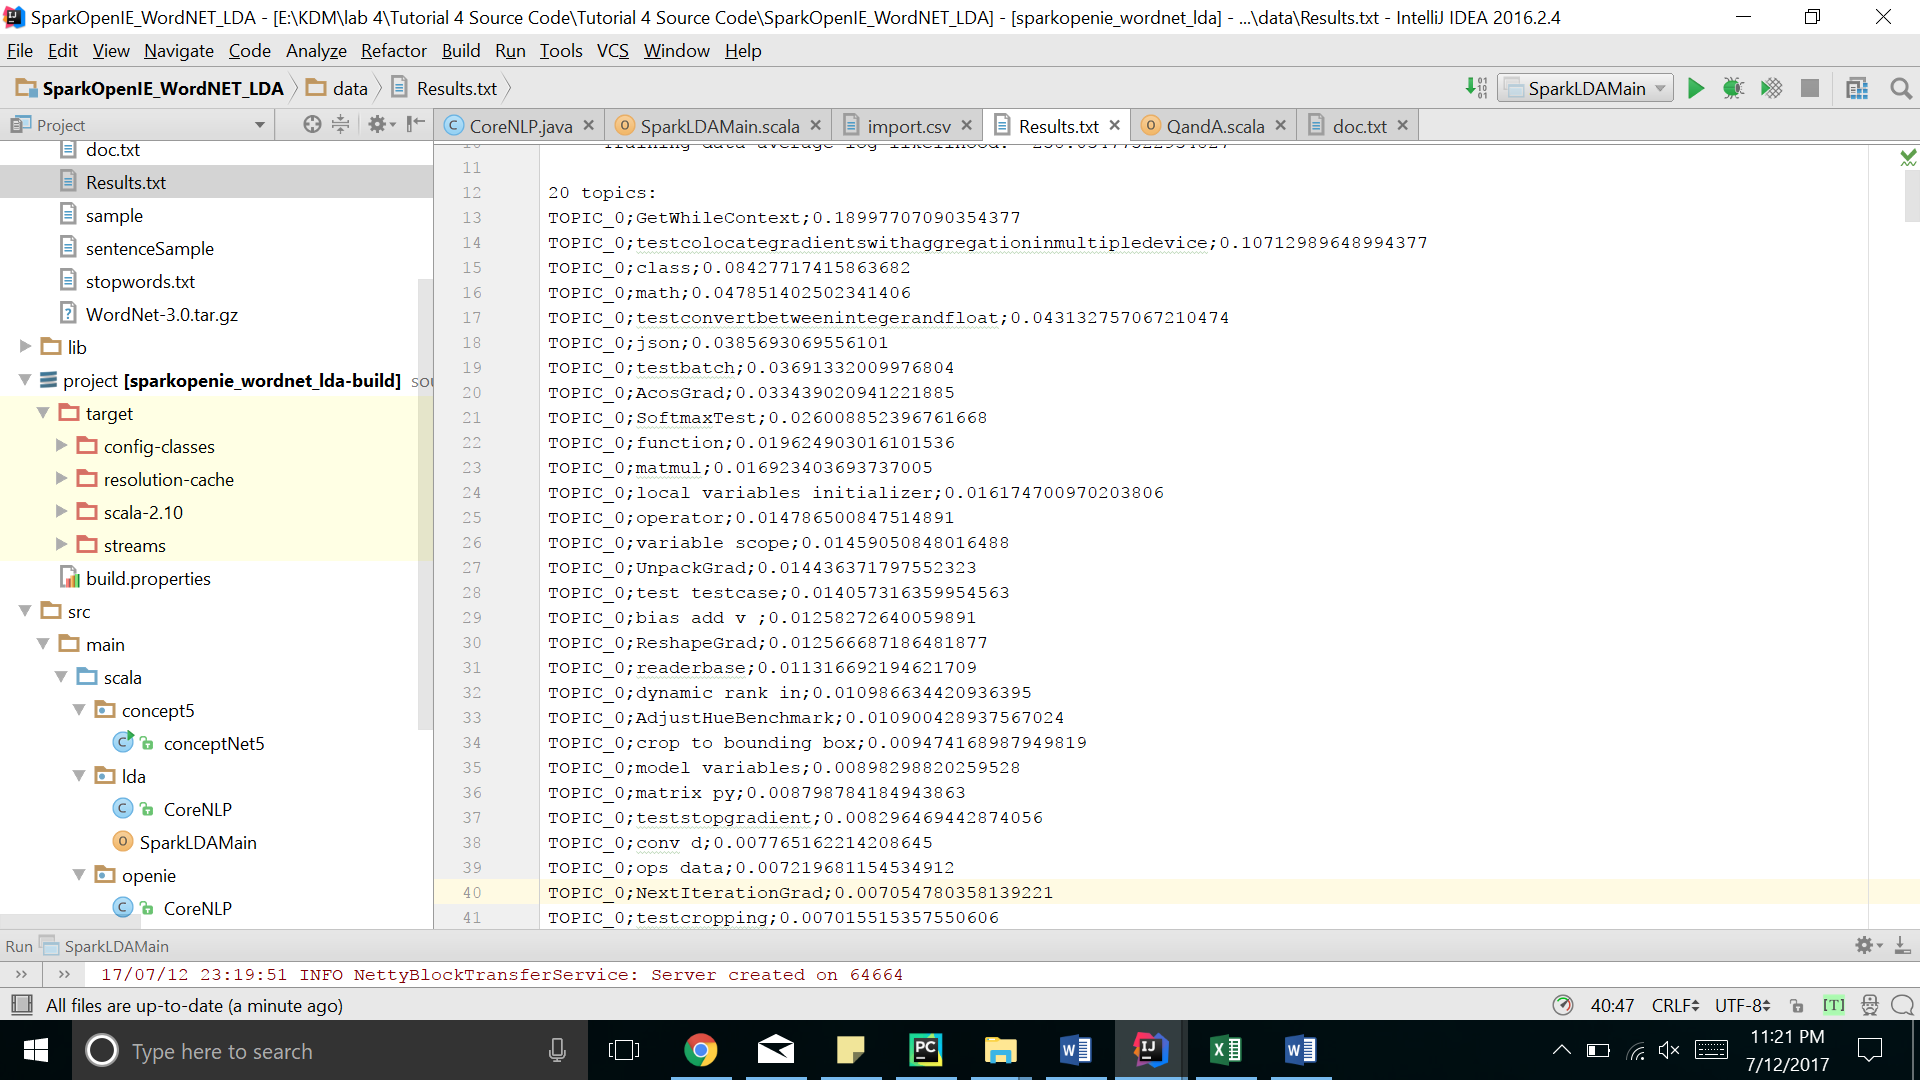 SparkOpenIE_WordNET_LDA - [E:\KDM\lab 4\Tutorial 4 Source Code\Tutorial 4 Source Code\SparkOpenIE_WordNET_LDA] - [sparkopenie_wordnet_lda] - ...\data\Results.txt - IntelliJ IDEA 2016.2.4
File Edit View Navigate Code Analyze Refactor Build Run Tools VCS Window Help
SparkOpenIE_WordNET_LDA data Results.txt SparkLDAMain
Project
CoreNLP.java SparkLDAMain.scala import.csv Results.txt QandA.scala doc.txt
doc.txt
Results.txt
sample
sentenceSample
stopwords.txt
WordNet-3.0.tar.gz
lib
project [sparkopenie_wordnet_lda-build] sou
target
config-classes
resolution-cache
scala-2.10
streams
build.properties
src
main
scala
concept5
conceptNet5
lda
CoreNLP
SparkLDAMain
openie
CoreNLP
11
12 20 topics:
13 TOPIC_0;GetWhileContext;0.18997707090354377
14 TOPIC_0;testcolocategradientswithaggregationinmultipledevice;0.10712989648994377
15 TOPIC_0;class;0.08427717415863682
16 TOPIC_0;math;0.047851402502341406
17 TOPIC_0;testconvertbetweenintegerandfloat;0.043132757067210474
18 TOPIC_0;json;0.0385693069556101
19 TOPIC_0;testbatch;0.03691332009976804
20 TOPIC_0;AcosGrad;0.033439020941221885
21 TOPIC_0;SoftmaxTest;0.026008852396761668
22 TOPIC_0;function;0.019624903016101536
23 TOPIC_0;matmul;0.016923403693737005
24 TOPIC_0;local variables initializer;0.016174700970203806
25 TOPIC_0;operator;0.014786500847514891
26 TOPIC_0;variable scope;0.01459050848016488
27 TOPIC_0;UnpackGrad;0.014436371797552323
28 TOPIC_0;test testcase;0.014057316359954563
29 TOPIC_0;bias add v ;0.01258272640059891
30 TOPIC_0;ReshapeGrad;0.012566687186481877
31 TOPIC_0;readerbase;0.011316692194621709
32 TOPIC_0;dynamic rank in;0.010986634420936395
33 TOPIC_0;AdjustHueBenchmark;0.010900428937567024
34 TOPIC_0;crop to bounding box;0.009474168987949819
35 TOPIC_0;model variables;0.00898298820259528
36 TOPIC_0;matrix py;0.008798784184943863
37 TOPIC_0;teststopgradient;0.008296469442874056
38 TOPIC_0;conv d;0.007765162214208645
39 TOPIC_0;ops data;0.007219681154534912
40 TOPIC_0;NextIterationGrad;0.007054780358139221
41 TOPIC_0;testcropping;0.007015515357550606
Run SparkLDAMain
17/07/12 23:19:51 INFO NettyBlockTransferService: Server created on 64664
All files are up-to-date (a minute ago) 40:47 CRLF UTF-8 [T]
Type here to search
11:21 PM
7/12/2017